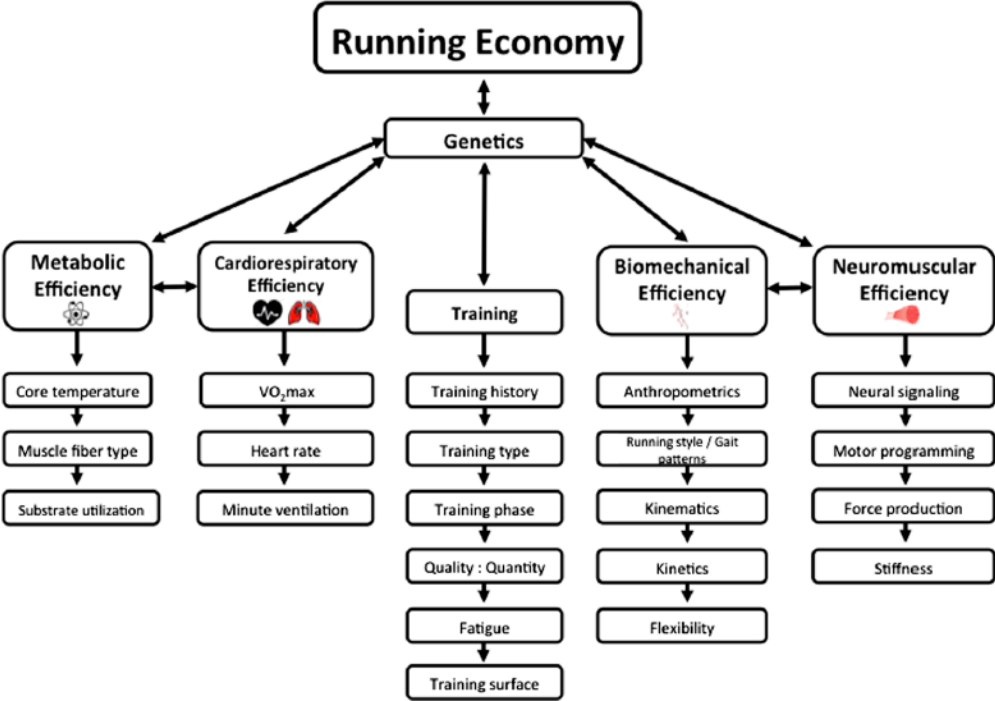 Running Economy
Genetics
Metabolic
Efficiency
Cardiorespiratory
Efficiency
Training
Biomechanical
Efficiency
Neuromuscular
Efficiency
Core temperature
Muscle fiber type
Substrate utilization
VO₂max
Heart rate
Minute ventilation
Training history
Training type
Training phase
Quality : Quantity
Fatigue
Training surface
Anthropometrics
Running style / Gait
patterns
Kinematics
Kinetics
Flexibility
Neural signaling
Motor programming
Force production
Stiffness